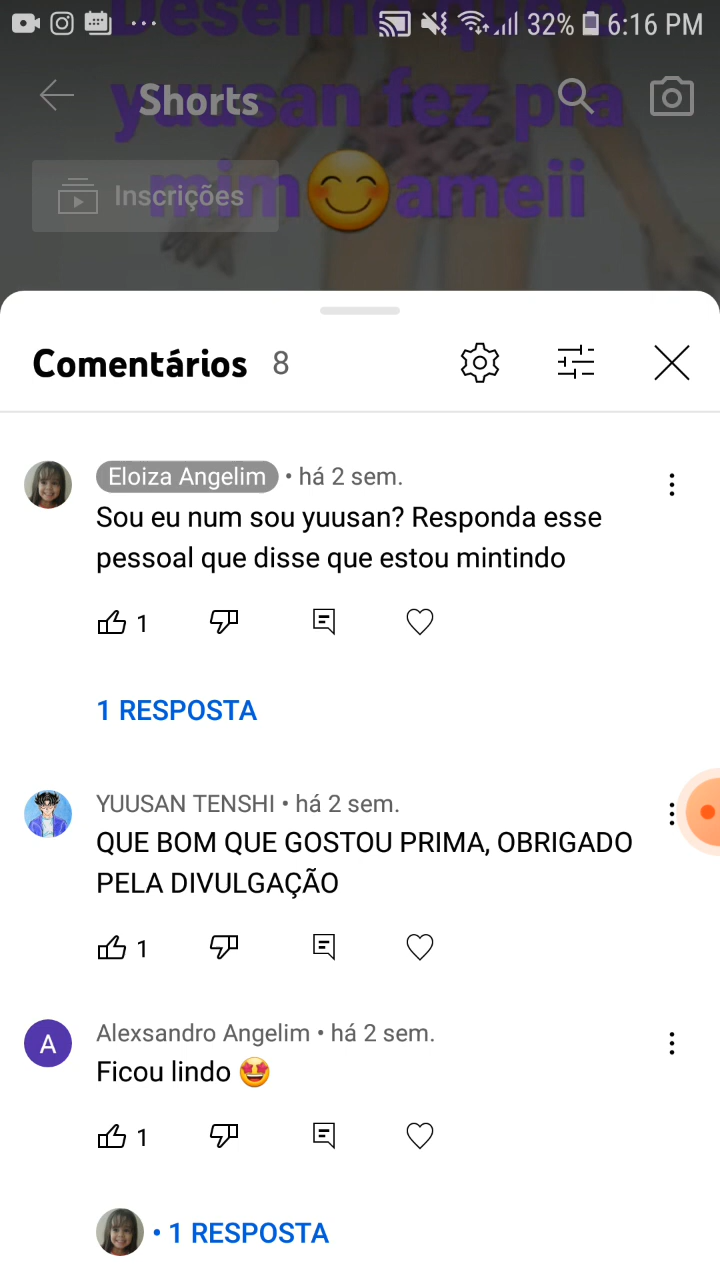 Desenho que o
32% 6:16 PM
yuusan fez pra
Shorts
mim😊ameii
Inscrições
Comentários 8
Eloiza Angelim • há 2 sem.
Sou eu num sou yuusan? Responda esse
pessoal que disse que estou mintindo
1
1 RESPOSTA
YUUSAN TENSHI • há 2 sem.
QUE BOM QUE GOSTOU PRIMA, OBRIGADO
PELA DIVULGAÇÃO
1
A
Alexsandro Angelim • há 2 sem.
Ficou lindo 🤩
1
• 1 RESPOSTA